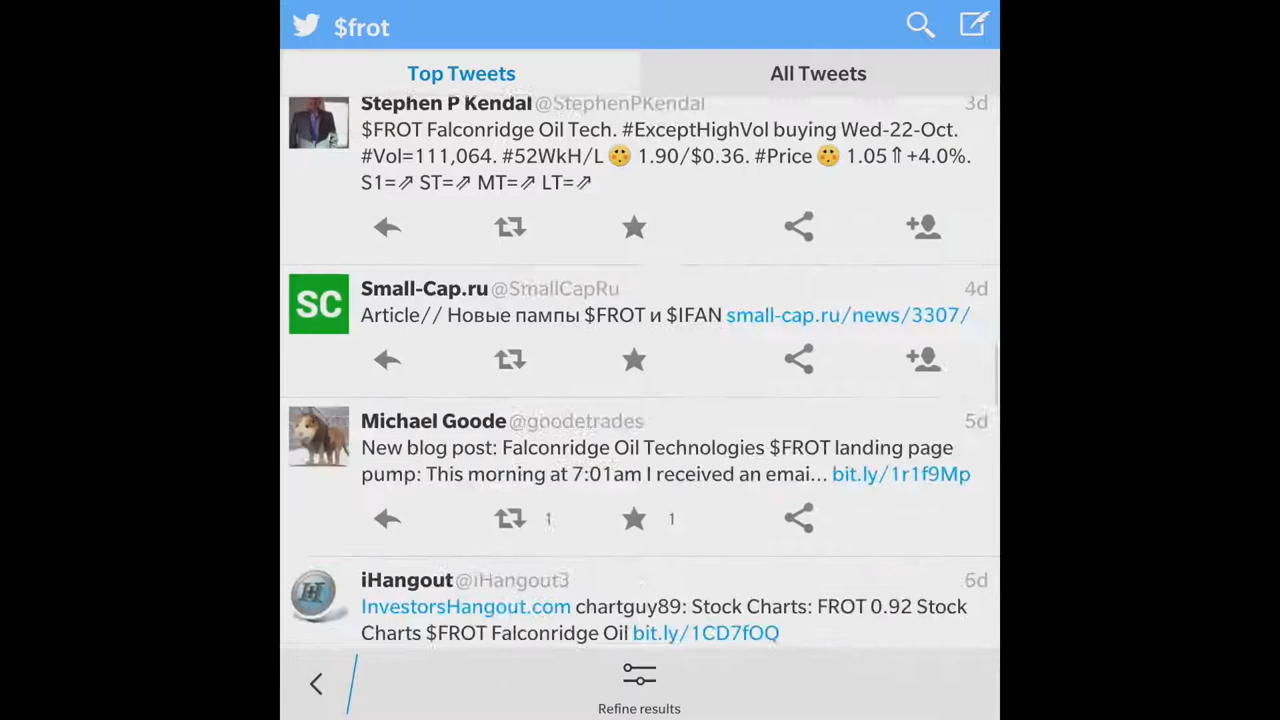 $frot
Top Tweets
All Tweets
Stephen P Kendal @StephenPKendal 3d
$FROT Falconridge Oil Tech. #ExceptHighVol buying Wed-22-Oct.
#Vol=111,064. #52WkH/L 😗 1.90/$0.36. #Price 😗 1.05⇑+4.0%.
S1=⇗ ST=⇗ MT=⇗ LT=⇗
SC
Small-Cap.ru @SmallCapRu 4d
Article// Новые пампы $FROT и $IFAN small-cap.ru/news/3307/
Michael Goode @goodetrades 5d
New blog post: Falconridge Oil Technologies $FROT landing page
pump: This morning at 7:01am I received an emai... bit.ly/1r1f9Mp
1 1
H
iHangout @iHangout3 6d
InvestorsHangout.com chartguy89: Stock Charts: FROT 0.92 Stock
Charts $FROT Falconridge Oil bit.ly/1CD7fOQ
Refine results